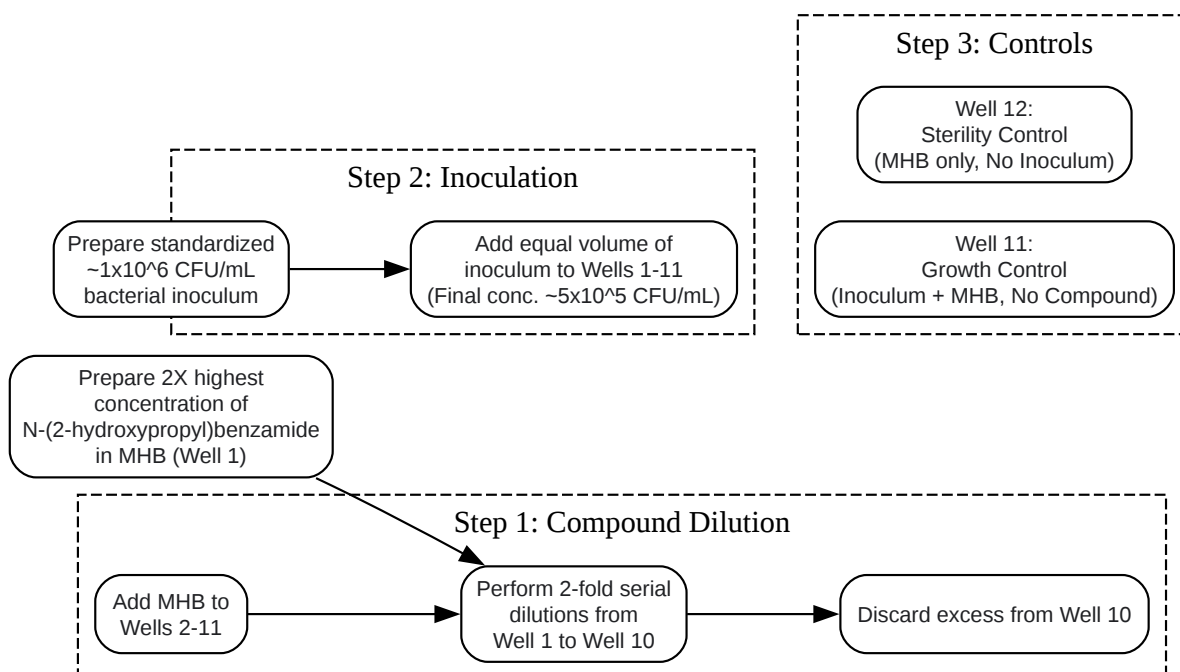 Step 3: Controls
Well 12:
Sterility Control
(MHB only, No Inoculum)
Well 11:
Growth Control
(Inoculum + MHB, No Compound)
Step 2: Inoculation
Prepare standardized
~1x10^6 CFU/mL
bacterial inoculum
Add equal volume of
inoculum to Wells 1-11
(Final conc. ~5x10^5 CFU/mL)
Prepare 2X highest
concentration of
N-(2-hydroxypropyl)benzamide
in MHB (Well 1)
Step 1: Compound Dilution
Add MHB to
Wells 2-11
Perform 2-fold serial
dilutions from
Well 1 to Well 10
Discard excess from Well 10